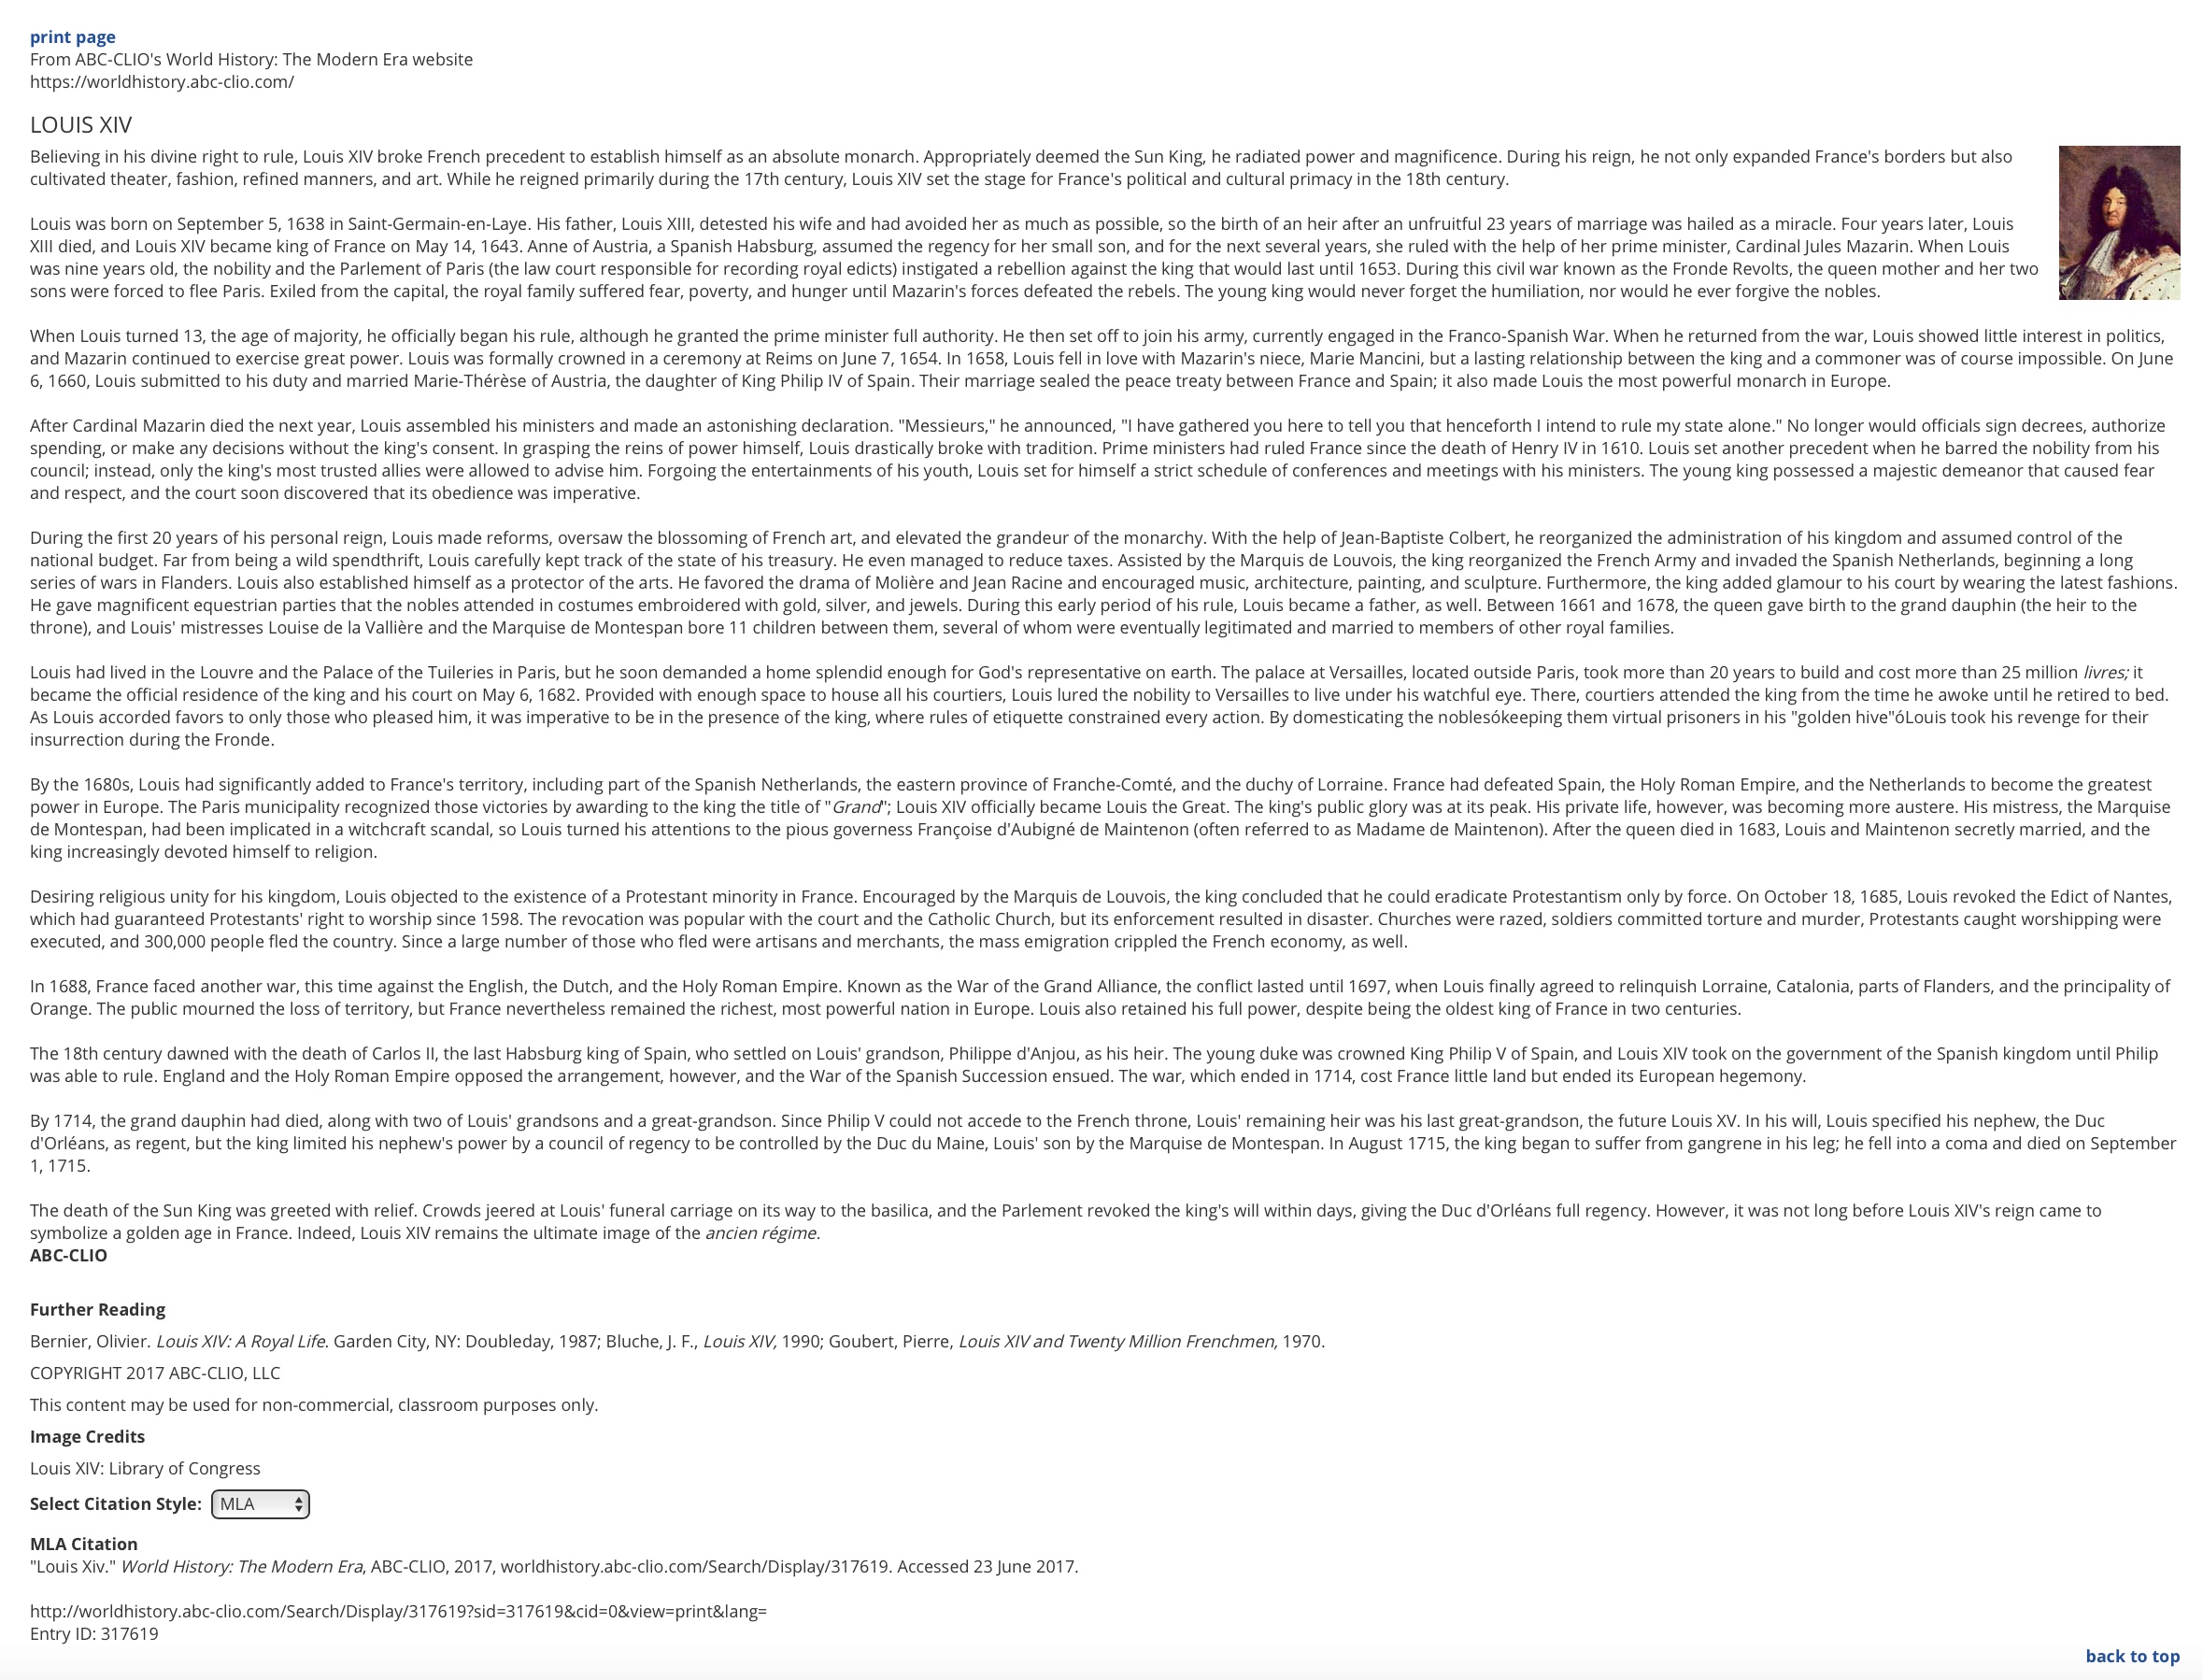 print page
From ABC-CLIO's World History: The Modern Era website
https://worldhistory.abc-clio.com/
LOUIS XIV
Believing in his divine right to rule, Louis XIV broke French precedent to establish himself as an absolute monarch. Appropriately deemed the Sun King, he radiated power and magnificence. During his reign, he not only expanded France's borders but also
cultivated theater, fashion, refined manners, and art. While he reigned primarily during the 17th century, Louis XIV set the stage for France's political and cultural primacy in the 18th century.
Louis was born on September 5, 1638 in Saint-Germain-en-Laye. His father, Louis XIII, detested his wife and had avoided her as much as possible, so the birth of an heir after an unfruitful 23 years of marriage was hailed as a miracle. Four years later, Louis
XIII died, and Louis XIV became king of France on May 14, 1643. Anne of Austria, a Spanish Habsburg, assumed the regency for her small son, and for the next several years, she ruled with the help of her prime minister, Cardinal Jules Mazarin. When Louis
was nine years old, the nobility and the Parlement of Paris (the law court responsible for recording royal edicts) instigated a rebellion against the king that would last until 1653. During this civil war known as the Fronde Revolts, the queen mother and her two
sons were forced to flee Paris. Exiled from the capital, the royal family suffered fear, poverty, and hunger until Mazarin's forces defeated the rebels. The young king would never forget the humiliation, nor would he ever forgive the nobles.
When Louis turned 13, the age of majority, he officially began his rule, although he granted the prime minister full authority. He then set off to join his army, currently engaged in the Franco-Spanish War. When he returned from the war, Louis showed little interest in politics,
and Mazarin continued to exercise great power. Louis was formally crowned in a ceremony at Reims on June 7, 1654. In 1658, Louis fell in love with Mazarin's niece, Marie Mancini, but a lasting relationship between the king and a commoner was of course impossible. On June
6, 1660, Louis submitted to his duty and married Marie-Thérèse of Austria, the daughter of King Philip IV of Spain. Their marriage sealed the peace treaty between France and Spain; it also made Louis the most powerful monarch in Europe.
After Cardinal Mazarin died the next year, Louis assembled his ministers and made an astonishing declaration. "Messieurs," he announced, "I have gathered you here to tell you that henceforth I intend to rule my state alone." No longer would officials sign decrees, authorize
spending, or make any decisions without the king's consent. In grasping the reins of power himself, Louis drastically broke with tradition. Prime ministers had ruled France since the death of Henry IV in 1610. Louis set another precedent when he barred the nobility from his
council; instead, only the king's most trusted allies were allowed to advise him. Forgoing the entertainments of his youth, Louis set for himself a strict schedule of conferences and meetings with his ministers. The young king possessed a majestic demeanor that caused fear
and respect, and the court soon discovered that its obedience was imperative.
During the first 20 years of his personal reign, Louis made reforms, oversaw the blossoming of French art, and elevated the grandeur of the monarchy. With the help of Jean-Baptiste Colbert, he reorganized the administration of his kingdom and assumed control of the
national budget. Far from being a wild spendthrift, Louis carefully kept track of the state of his treasury. He even managed to reduce taxes. Assisted by the Marquis de Louvois, the king reorganized the French Army and invaded the Spanish Netherlands, beginning a long
series of wars in Flanders. Louis also established himself as a protector of the arts. He favored the drama of Molière and Jean Racine and encouraged music, architecture, painting, and sculpture. Furthermore, the king added glamour to his court by wearing the latest fashions.
He gave magnificent equestrian parties that the nobles attended in costumes embroidered with gold, silver, and jewels. During this early period of his rule, Louis became a father, as well. Between 1661 and 1678, the queen gave birth to the grand dauphin (the heir to the
throne), and Louis' mistresses Louise de la Vallière and the Marquise de Montespan bore 11 children between them, several of whom were eventually legitimated and married to members of other royal families.
Louis had lived in the Louvre and the Palace of the Tuileries in Paris, but he soon demanded a home splendid enough for God's representative on earth. The palace at Versailles, located outside Paris, took more than 20 years to build and cost more than 25 million livres; it
became the official residence of the king and his court on May 6, 1682. Provided with enough space to house all his courtiers, Louis lured the nobility to Versailles to live under his watchful eye. There, courtiers attended the king from the time he awoke until he retired to bed.
As Louis accorded favors to only those who pleased him, it was imperative to be in the presence of the king, where rules of etiquette constrained every action. By domesticating the noblesókeeping them virtual prisoners in his "golden hive"óLouis took his revenge for their
insurrection during the Fronde.
By the 1680s, Louis had significantly added to France's territory, including part of the Spanish Netherlands, the eastern province of Franche-Comté, and the duchy of Lorraine. France had defeated Spain, the Holy Roman Empire, and the Netherlands to become the greatest
power in Europe. The Paris municipality recognized those victories by awarding to the king the title of "Grand"; Louis XIV officially became Louis the Great. The king's public glory was at its peak. His private life, however, was becoming more austere. His mistress, the Marquise
de Montespan, had been implicated in a witchcraft scandal, so Louis turned his attentions to the pious governess Françoise d'Aubigné de Maintenon (often referred to as Madame de Maintenon). After the queen died in 1683, Louis and Maintenon secretly married, and the
king increasingly devoted himself to religion.
Desiring religious unity for his kingdom, Louis objected to the existence of a Protestant minority in France. Encouraged by the Marquis de Louvois, the king concluded that he could eradicate Protestantism only by force. On October 18, 1685, Louis revoked the Edict of Nantes,
which had guaranteed Protestants' right to worship since 1598. The revocation was popular with the court and the Catholic Church, but its enforcement resulted in disaster. Churches were razed, soldiers committed torture and murder, Protestants caught worshipping were
executed, and 300,000 people fled the country. Since a large number of those who fled were artisans and merchants, the mass emigration crippled the French economy, as well.
In 1688, France faced another war, this time against the English, the Dutch, and the Holy Roman Empire. Known as the War of the Grand Alliance, the conflict lasted until 1697, when Louis finally agreed to relinquish Lorraine, Catalonia, parts of Flanders, and the principality of
Orange. The public mourned the loss of territory, but France nevertheless remained the richest, most powerful nation in Europe. Louis also retained his full power, despite being the oldest king of France in two centuries.
The 18th century dawned with the death of Carlos II, the last Habsburg king of Spain, who settled on Louis' grandson, Philippe d'Anjou, as his heir. The young duke was crowned King Philip V of Spain, and Louis XIV took on the government of the Spanish kingdom until Philip
was able to rule. England and the Holy Roman Empire opposed the arrangement, however, and the War of the Spanish Succession ensued. The war, which ended in 1714, cost France little land but ended its European hegemony.
By 1714, the grand dauphin had died, along with two of Louis' grandsons and a great-grandson. Since Philip V could not accede to the French throne, Louis' remaining heir was his last great-grandson, the future Louis XV. In his will, Louis specified his nephew, the Duc
d'Orléans, as regent, but the king limited his nephew's power by a council of regency to be controlled by the Duc du Maine, Louis' son by the Marquise de Montespan. In August 1715, the king began to suffer from gangrene in his leg; he fell into a coma and died on September
1, 1715.
The death of the Sun King was greeted with relief. Crowds jeered at Louis' funeral carriage on its way to the basilica, and the Parlement revoked the king's will within days, giving the Duc d'Orléans full regency. However, it was not long before Louis XIV's reign came to
symbolize a golden age in France. Indeed, Louis XIV remains the ultimate image of the ancien régime.
ABC-CLIO
Further Reading
Bernier, Olivier. Louis XIV: A Royal Life. Garden City, NY: Doubleday, 1987; Bluche, J. F., Louis XIV, 1990; Goubert, Pierre, Louis XIV and Twenty Million Frenchmen, 1970.
COPYRIGHT 2017 ABC-CLIO, LLC
This content may be used for non-commercial, classroom purposes only.
Image Credits
Louis XIV: Library of Congress
Select Citation Style: MLA
MLA Citation
"Louis Xiv." World History: The Modern Era, ABC-CLIO, 2017, worldhistory.abc-clio.com/Search/Display/317619. Accessed 23 June 2017.
http://worldhistory.abc-clio.com/Search/Display/317619?sid=317619&cid=0&view=print&lang=
Entry ID: 317619
back to top